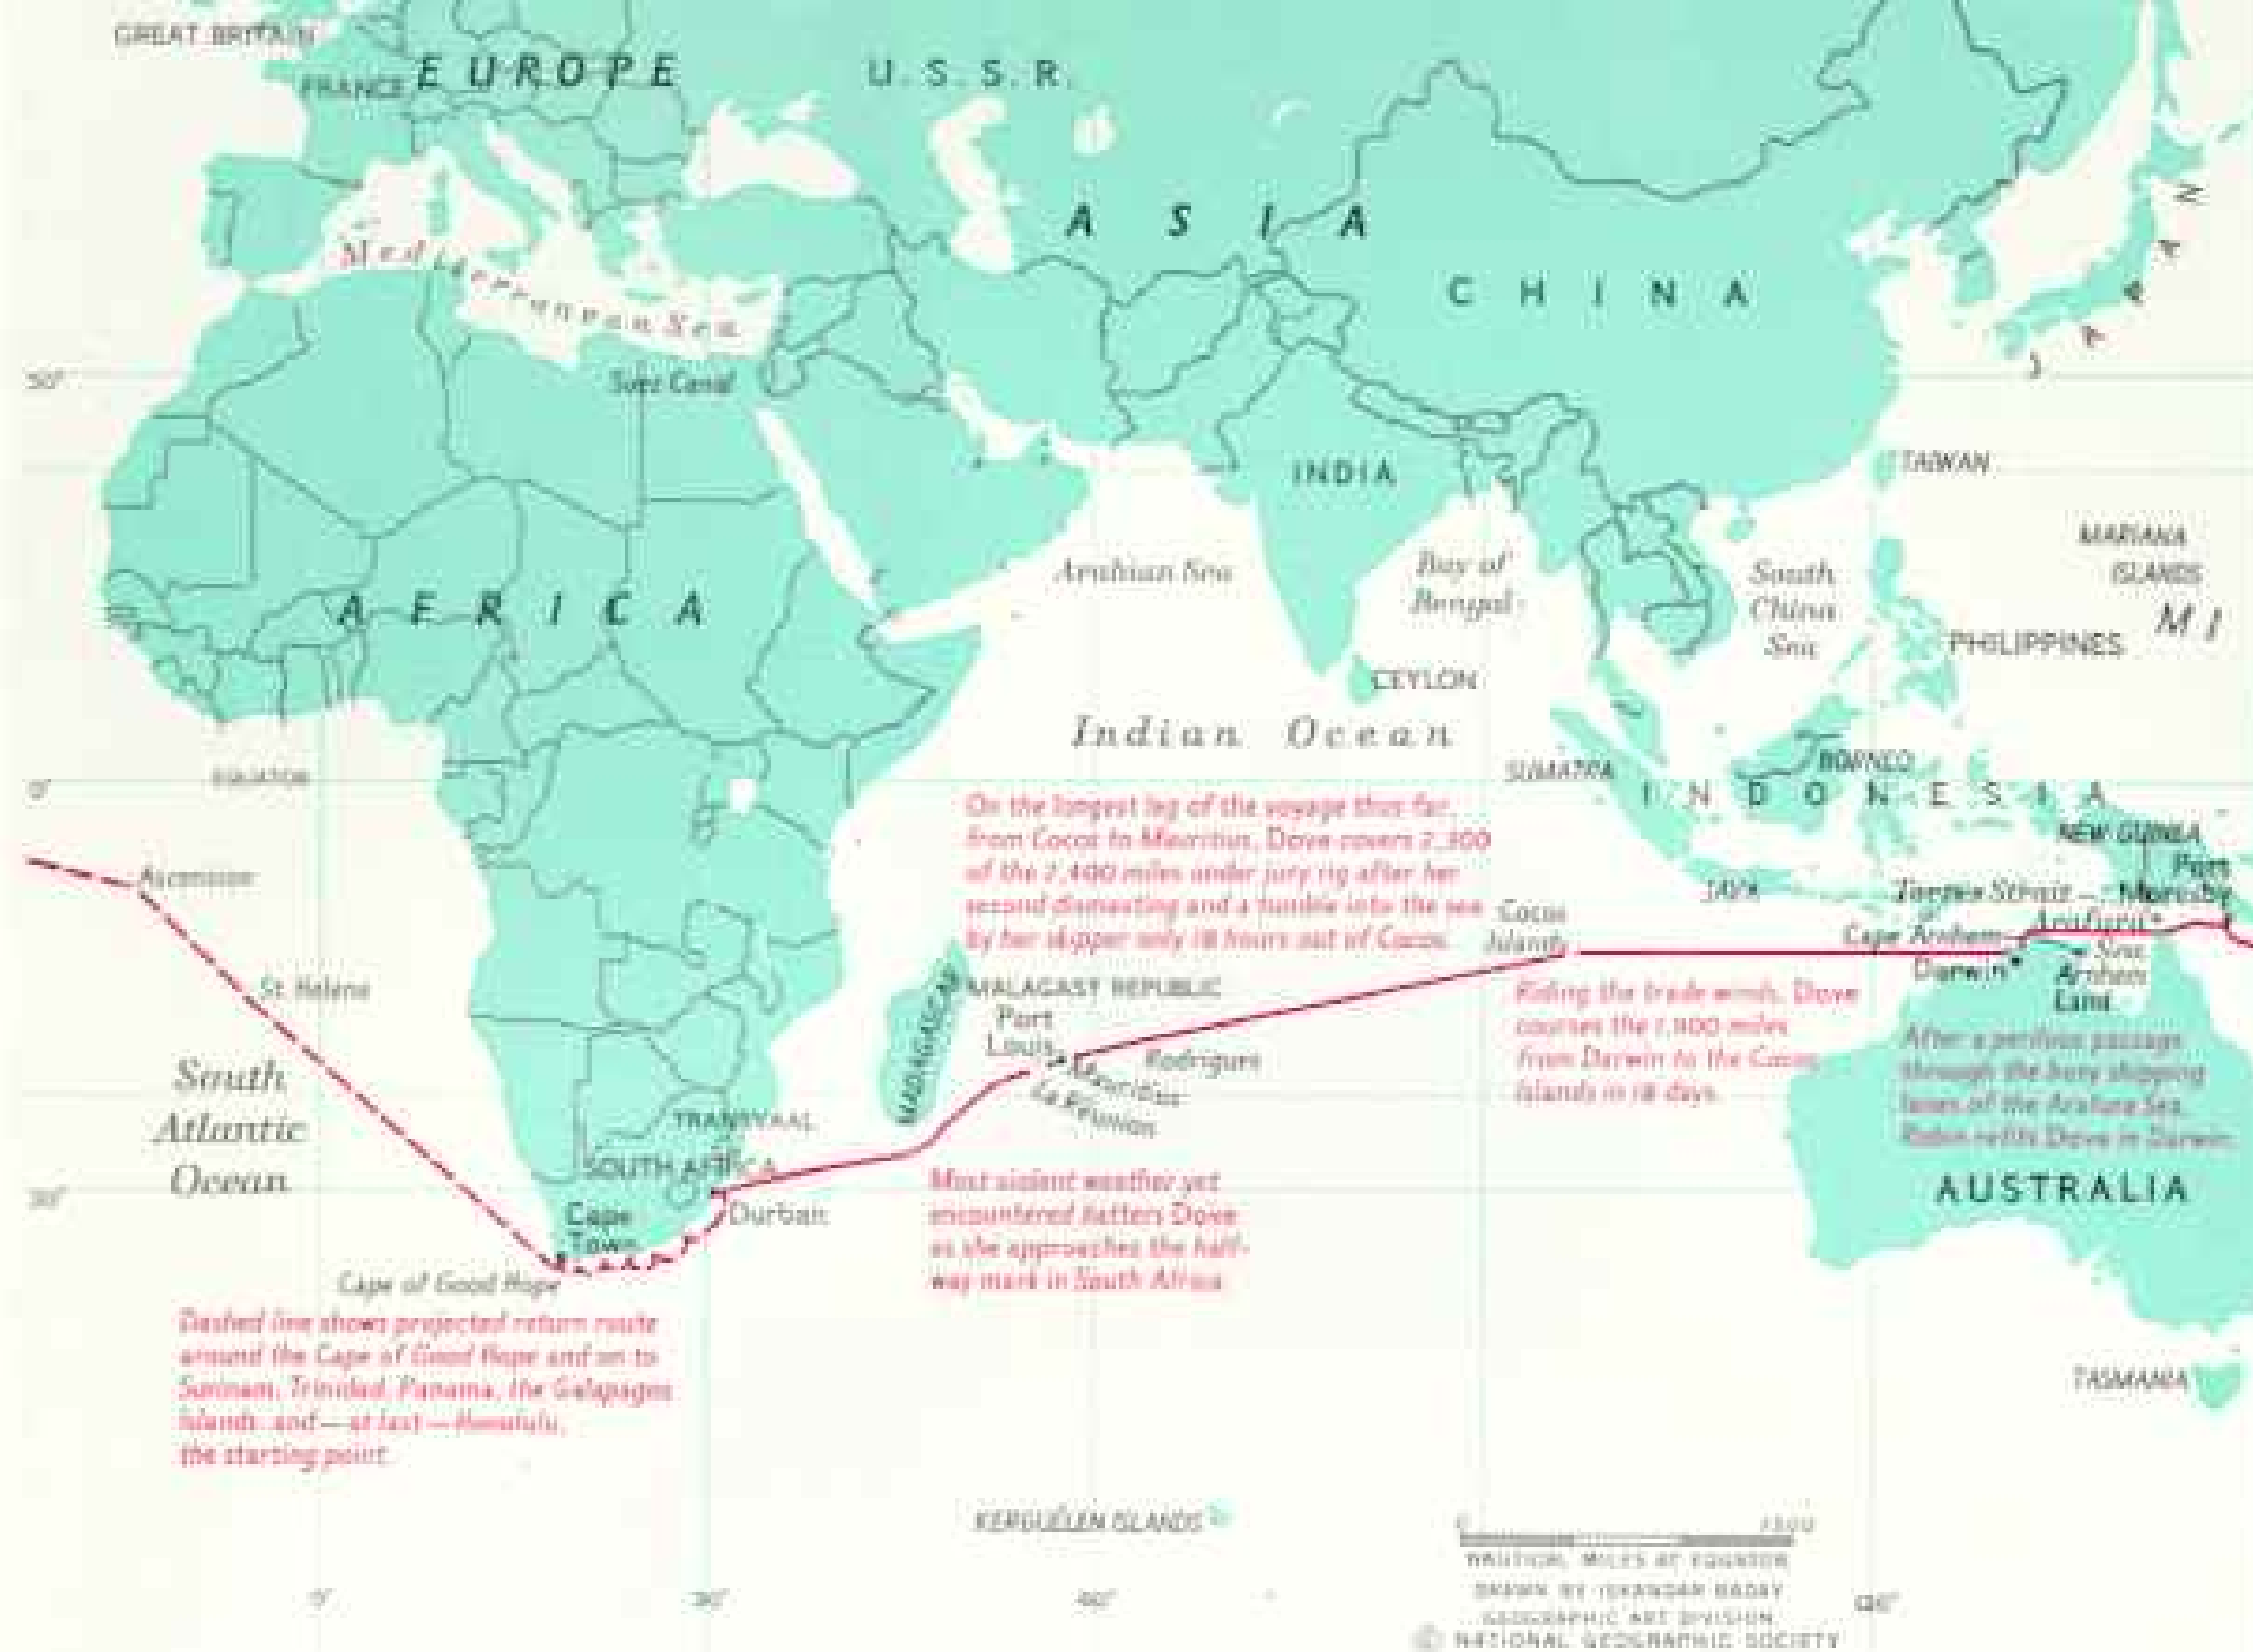 GREAT BRITAIN
FRANCE
EUROPE
U.S.S.R.
ASIA
CHINA
JAPAN
Mediterranean Sea
30°
Suez Canal
INDIA
TAIWAN
MARIANA
ISLANDS
MI
AFRICA
Arabian Sea
Bay of
Bengal
South
China
Sea
PHILIPPINES
CEYLON
Indian Ocean
EQUATOR
0°
SUMATRA
BORNEO
INDONESIA
NEW GUINEA
Port
Moresby
JAVA
Torres Strait
Arafura
Sea
Cape Arnhem
Darwin
Arnhem
Land
Cocos
Islands
On the longest leg of the voyage thus far,
from Cocos to Mauritius, Dove covers 2,300
of the 2,400 miles under jury rig after her
second dismasting and a tumble into the sea
by her skipper only 18 hours out of Cocos.
Ascension
St. Helena
MADAGASCAR
MALAGASY REPUBLIC
Port
Louis
Mauritius
La Réunion
Rodrigues
Riding the trade winds, Dove
courses the 1,900 miles
from Darwin to the Cocos
Islands in 18 days.
After a perilous passage
through the busy shipping
lanes of the Arafura Sea,
Robin refits Dove in Darwin.
South
Atlantic
Ocean
TRANSVAAL
SOUTH AFRICA
30°
Durban
Cape
Town
Cape of Good Hope
Most violent weather yet
encountered batters Dove
as she approaches the half-
way mark in South Africa.
AUSTRALIA
TASMANIA
Dashed line shows projected return route
around the Cape of Good Hope and on to
Surinam, Trinidad, Panama, the Galapagos
Islands, and—at last—Honolulu,
the starting point.
KERGUÉLEN ISLANDS
0 1500
NAUTICAL MILES AT EQUATOR
DRAWN BY ISKANDAR BADAY
GEOGRAPHIC ART DIVISION
© NATIONAL GEOGRAPHIC SOCIETY
0° 30° 60° 120°